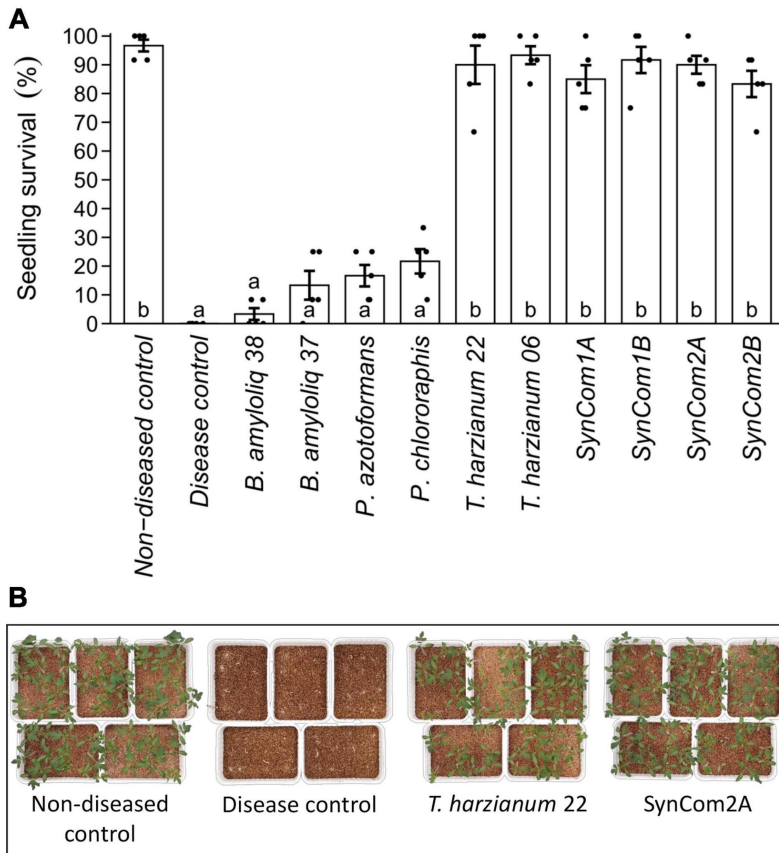 A
Seedling survival (%)
100
90
80
70
60
50
40
30
20
10
0
b
a
a
a
a
a
b
b
b
b
b
b
Non−diseased control
Disease control
B. amyloliq 38
B. amyloliq 37
P. azotoformans
P. chlororaphis
T. harzianum 22
T. harzianum 06
SynCom1A
SynCom1B
SynCom2A
SynCom2B
B
Non-diseased
control
Disease control
T. harzianum 22
SynCom2A